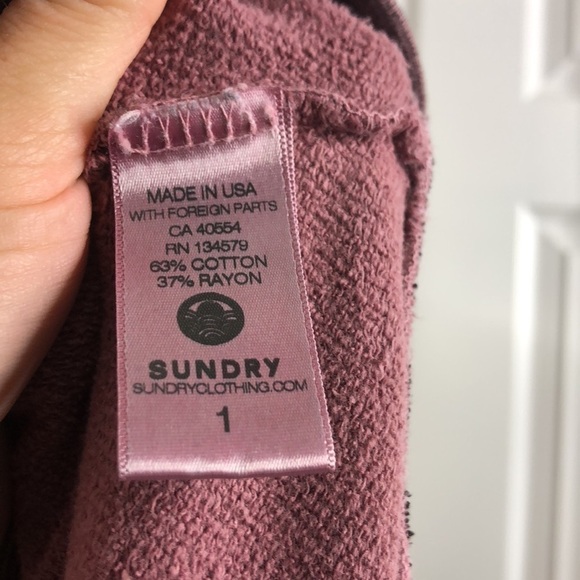 MADE IN USA
WITH FOREIGN PARTS
CA 40554
RN 134579
63% COTTON
37% RAYON
SUNDRY
SUNDRYCLOTHING.COM
1